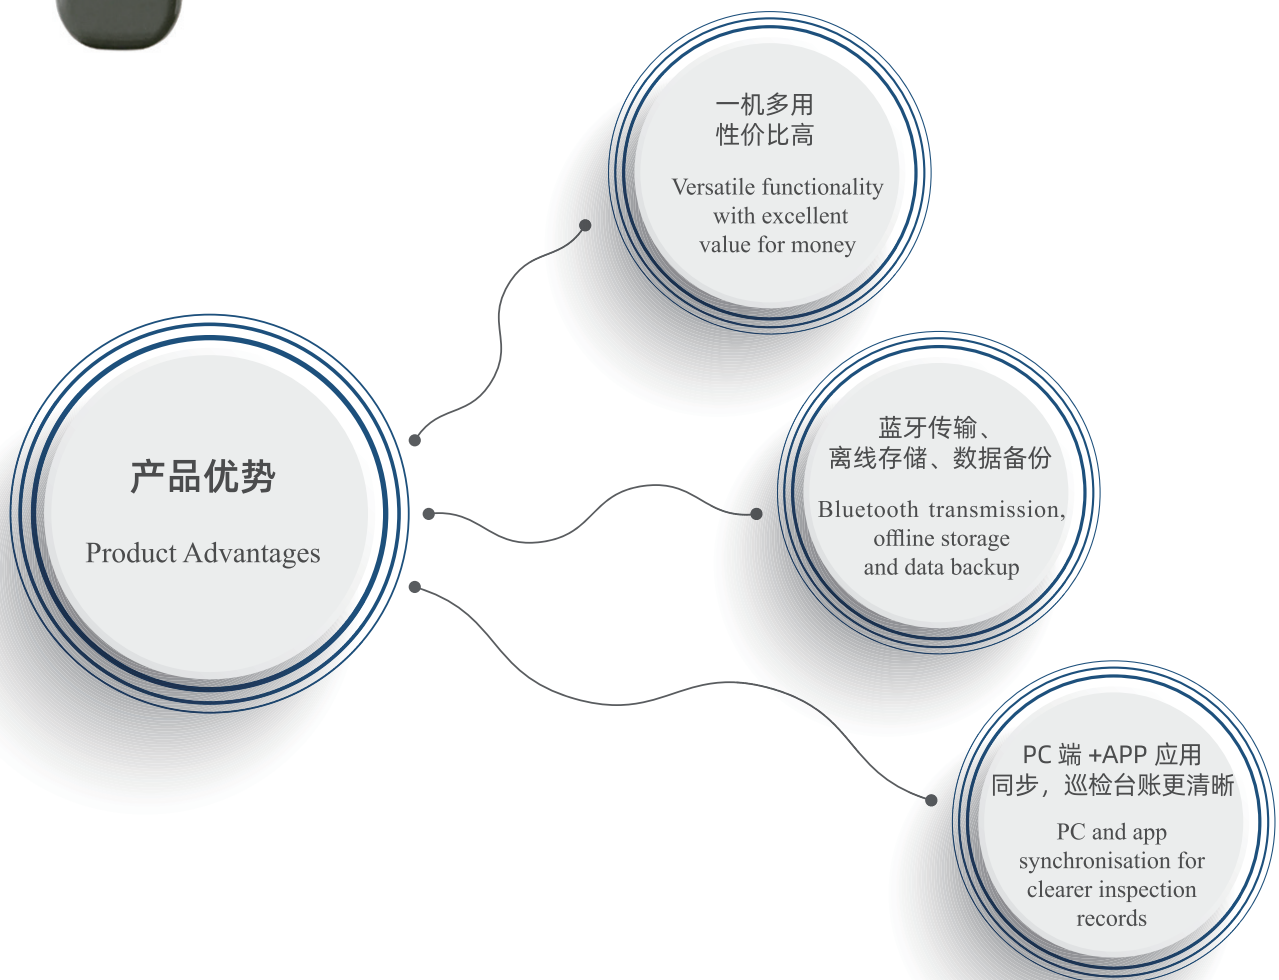 一机多用
性价比高
Versatile functionality
with excellent
value for money
产品优势
Product Advantages
蓝牙传输、
离线存储、数据备份
Bluetooth transmission,
offline storage
and data backup
PC 端 +APP 应用
同步，巡检台账更清晰
PC and app
synchronisation for
clearer inspection
records